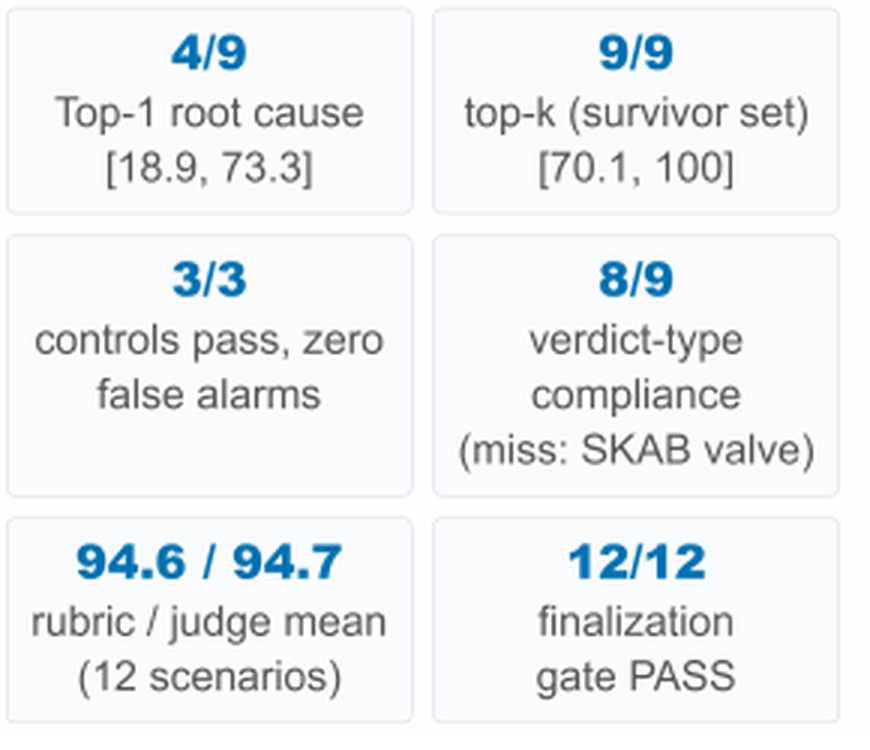 4/9
Top-1 root cause
[18.9, 73.3]
9/9
top-k (survivor set)
[70.1, 100]
3/3
controls pass, zero
false alarms
8/9
verdict-type
compliance
(miss: SKAB valve)
94.6 / 94.7
rubric / judge mean
(12 scenarios)
12/12
finalization
gate PASS